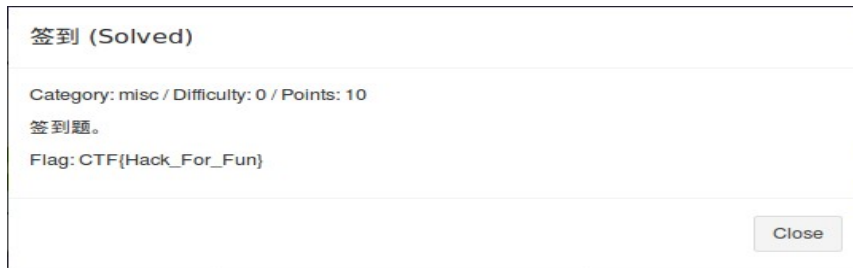 签到 (Solved)
Category: misc / Difficulty: 0 / Points: 10
签到题。
Flag: CTF{Hack_For_Fun}
Close